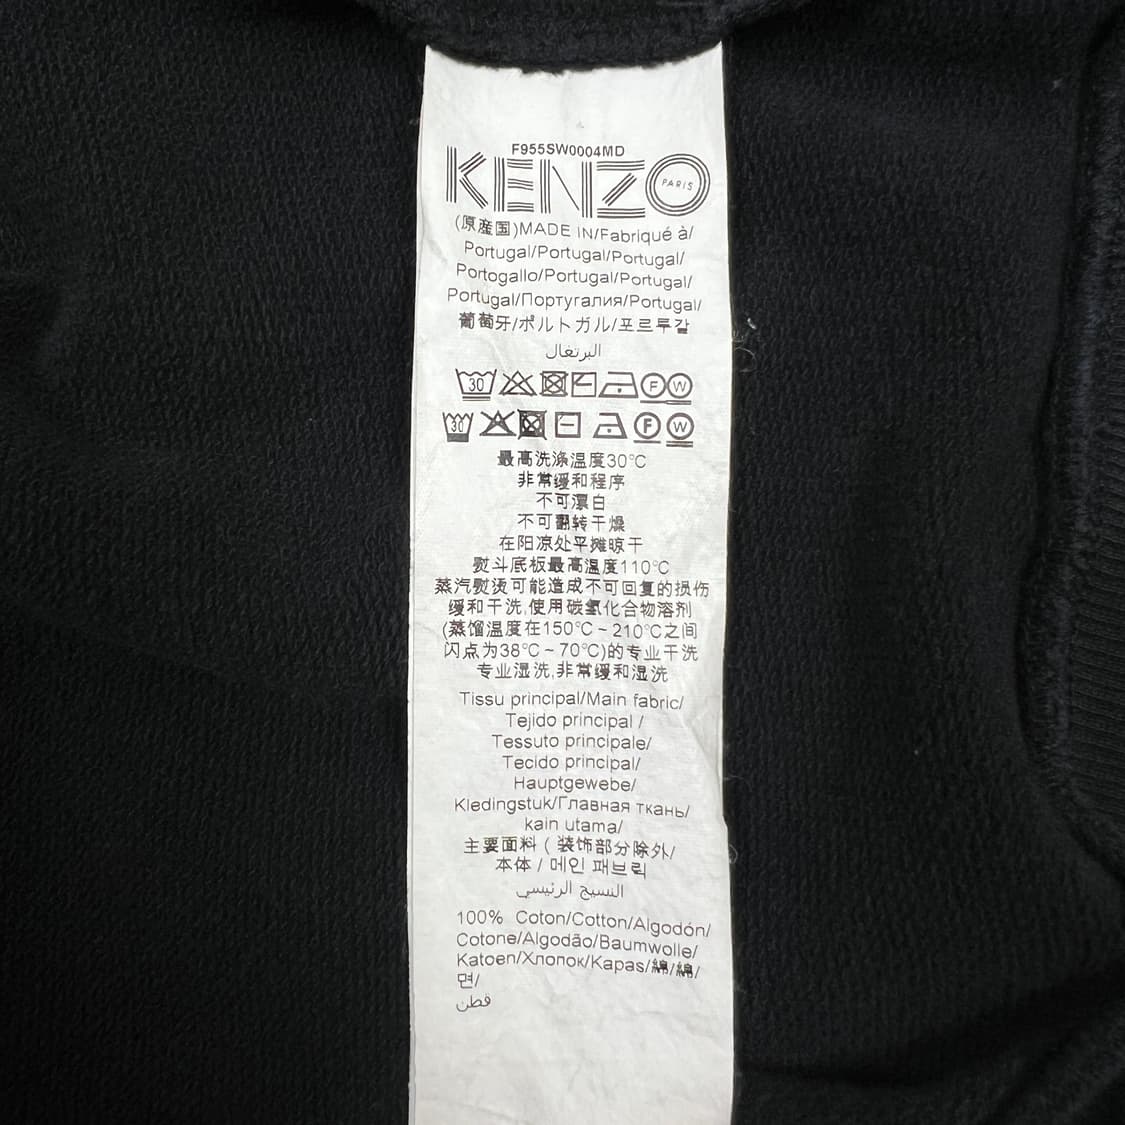 F955SW0004MD
KENZO
PARIS
(原産国)MADE IN/Fabriqué à/
Portugal/Portugal/Portugal/
Portogallo/Portugal/Portugal/
Portugal/Португалия/Portugal/
葡萄牙/ポルトガル/포르투갈
البرتغال
30 F W
30 F W
最高洗涤温度30°C
非常缓和程序
不可漂白
不可翻转干燥
在阳凉处平摊晾干
熨斗底板最高温度110°C
蒸汽熨烫可能造成不可回复的损伤
缓和干洗,使用碳氢化合物溶剂
(蒸馏温度在150°C~210°C之间
闪点为38°C~70°C)的专业干洗
专业湿洗,非常缓和湿洗
Tissu principal/Main fabric/
Tejido principal /
Tessuto principale/
Tecido principal/
Hauptgewebe/
Kledingstuk/Главная ткань/
kain utama/
主要面料 ( 装饰部分除外/
本体 / 메인 패브릭
النسيج الرئيسي
100% Coton/Cotton/Algodón/
Cotone/Algodão/Baumwolle/
Katoen/Хлопок/Kapas/綿/綿/
면/
قطن